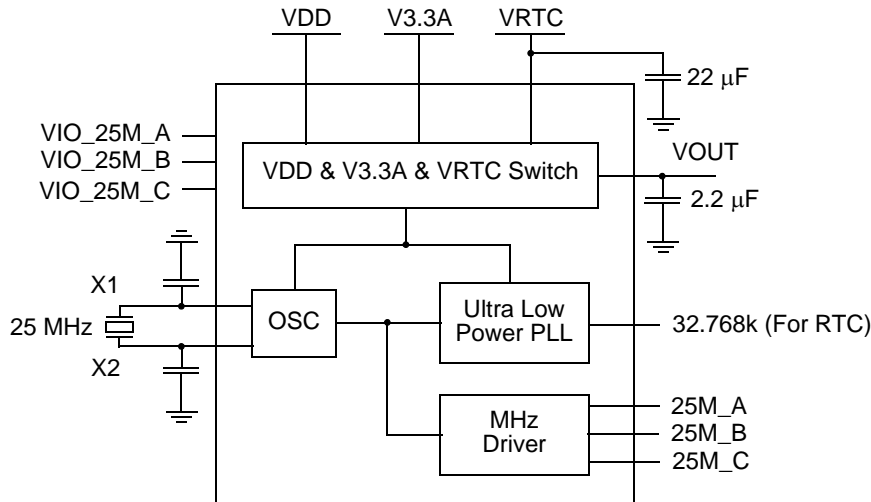 VDD V3.3A VRTC
22 μF
VIO_25M_A
VIO_25M_B
VIO_25M_C
VDD & V3.3A & VRTC Switch
VOUT
2.2 μF
X1
25 MHz
X2
OSC
Ultra Low
Power PLL
32.768k (For RTC)
MHz
Driver
25M_A
25M_B
25M_C